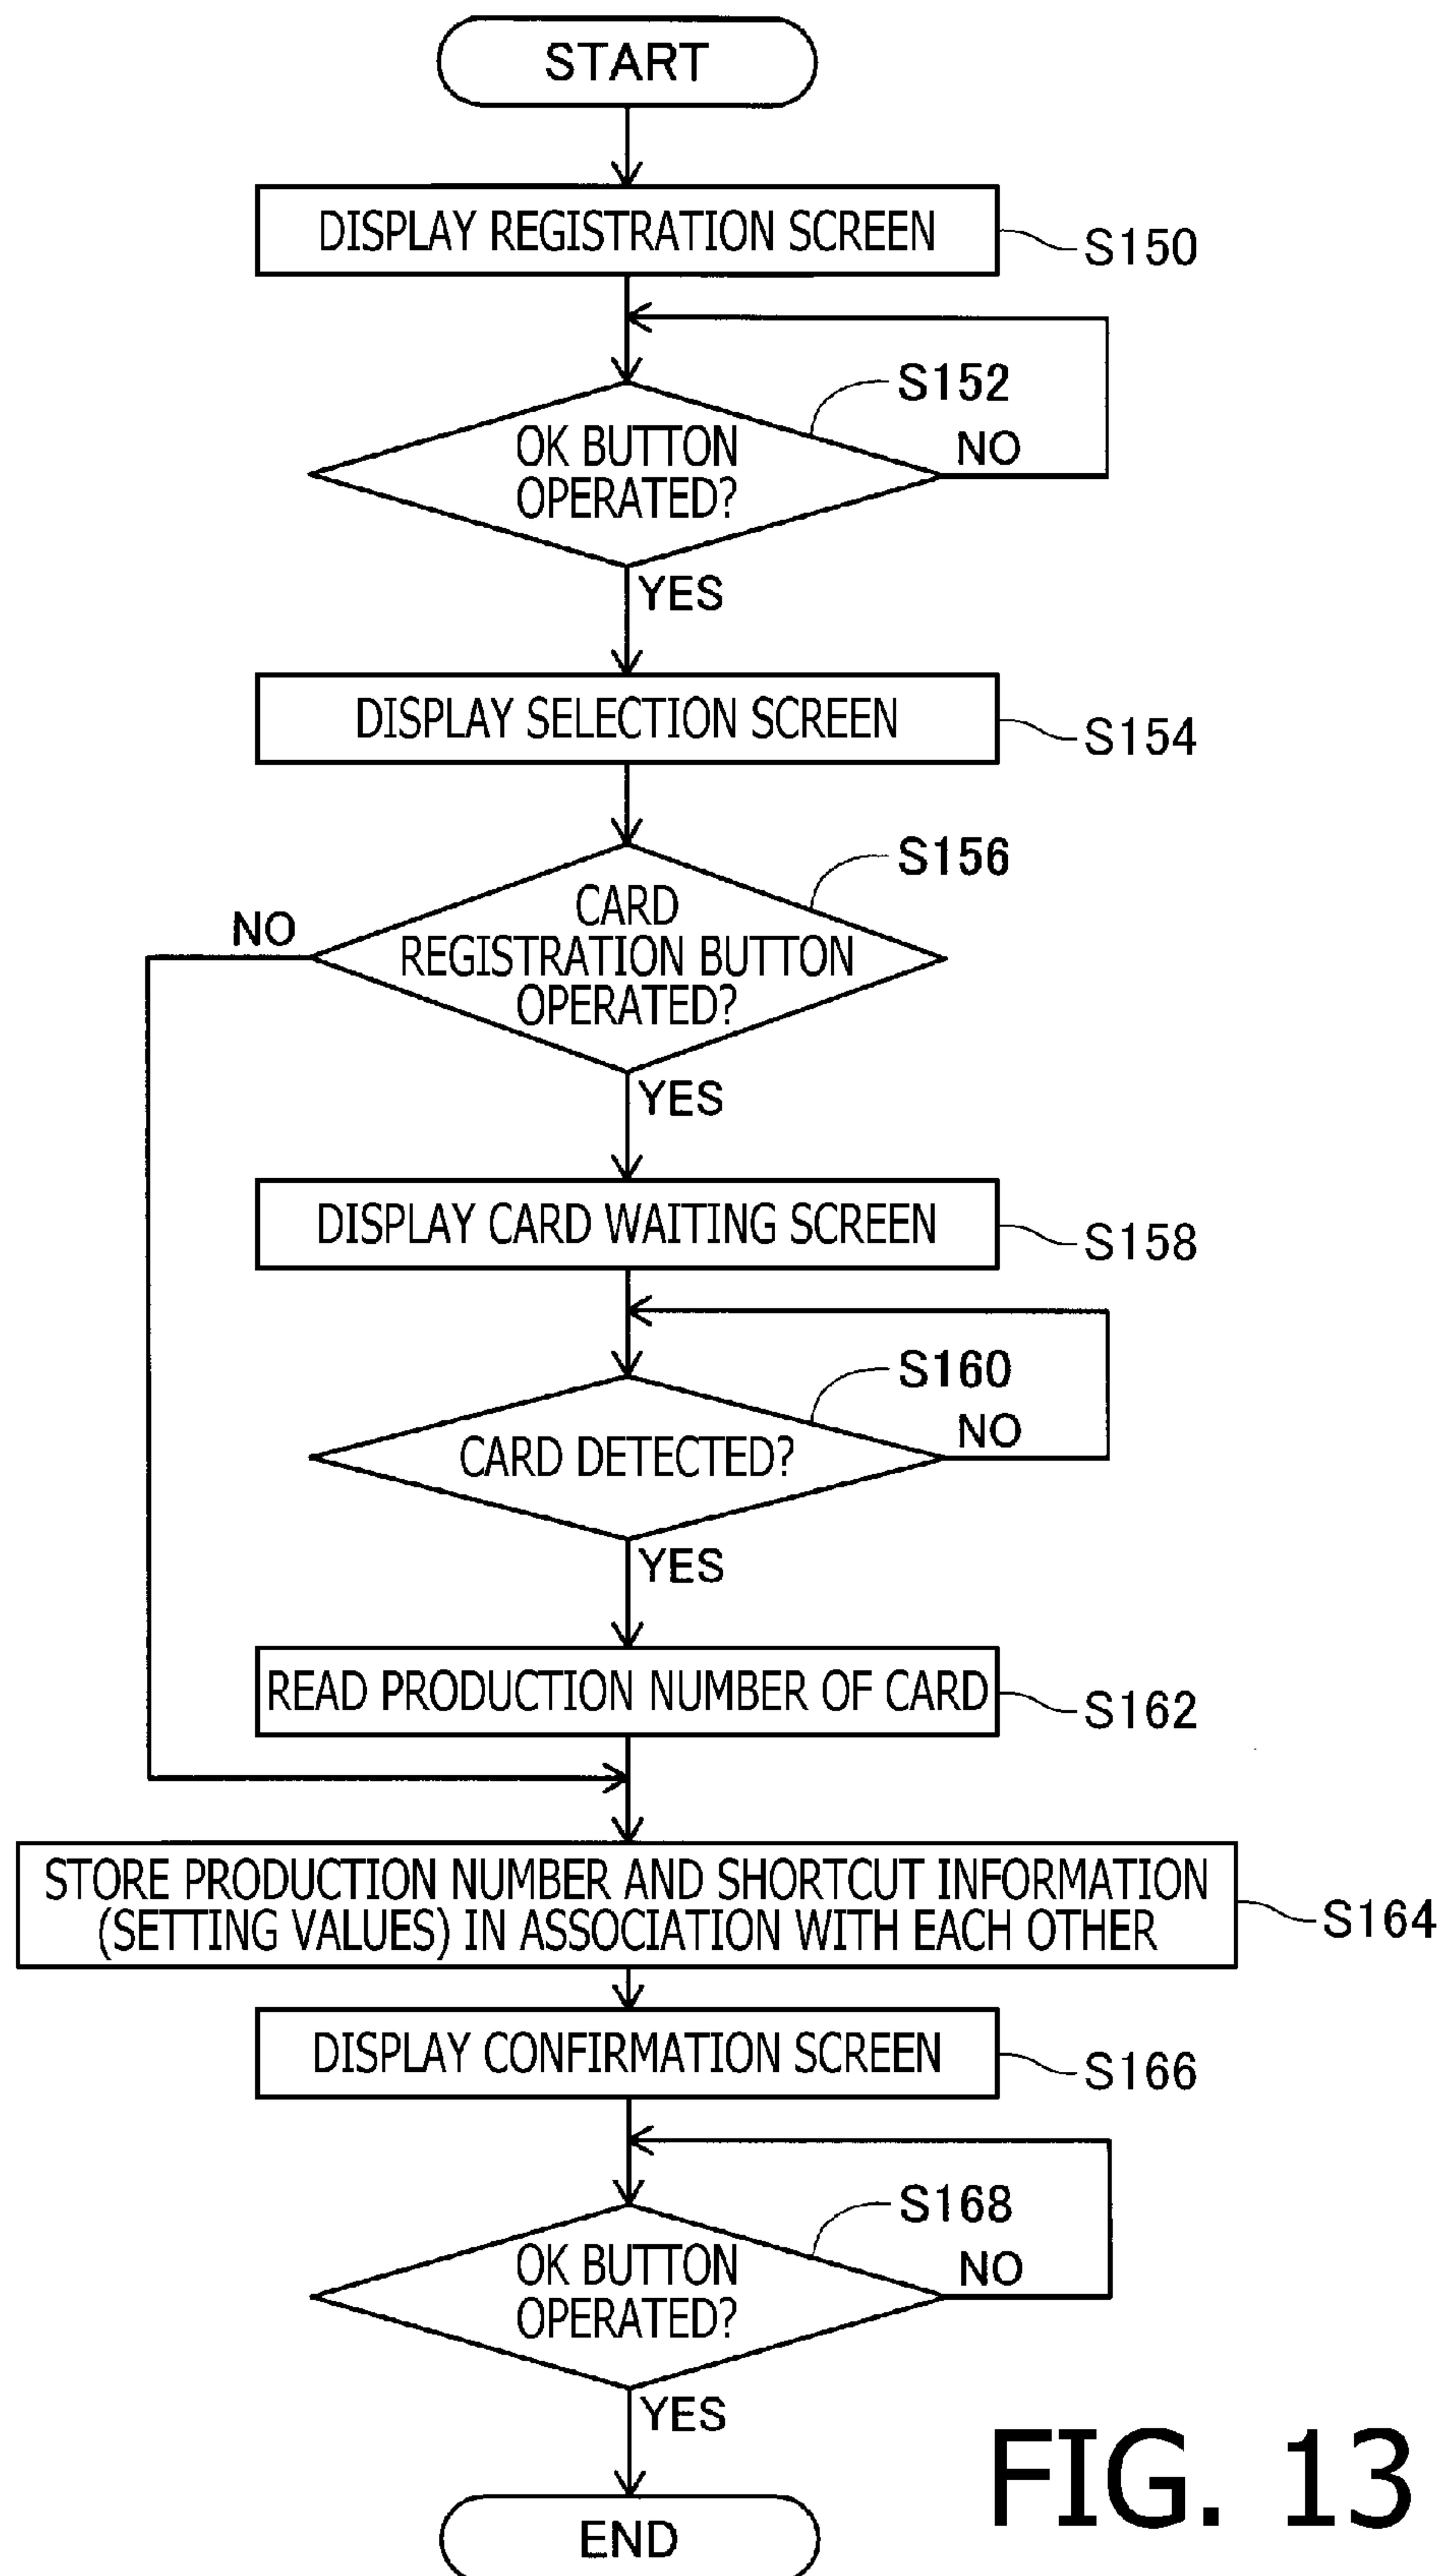 START
DISPLAY REGISTRATION SCREEN
S150
S152
OK BUTTON
OPERATED?
NO
YES
DISPLAY SELECTION SCREEN
S154
S156
CARD
REGISTRATION BUTTON
OPERATED?
NO
YES
DISPLAY CARD WAITING SCREEN
S158
S160
CARD DETECTED?
NO
YES
READ PRODUCTION NUMBER OF CARD
S162
STORE PRODUCTION NUMBER AND SHORTCUT INFORMATION
(SETTING VALUES) IN ASSOCIATION WITH EACH OTHER
S164
DISPLAY CONFIRMATION SCREEN
S166
S168
OK BUTTON
OPERATED?
NO
YES
END
FIG. 13